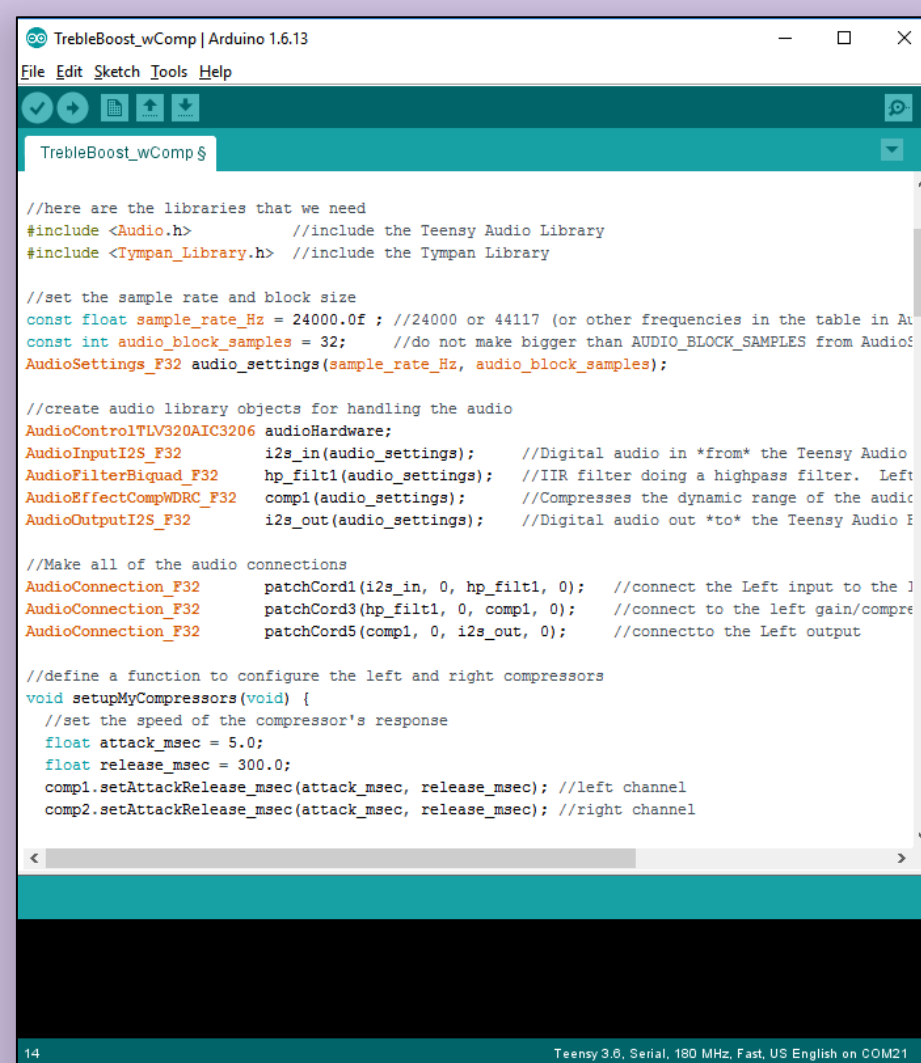 TrebleBoost_wComp | Arduino 1.6.13
File Edit Sketch Tools Help
TrebleBoost_wComp §
//here are the libraries that we need
#include <Audio.h>           //include the Teensy Audio Library
#include <Tympan_Library.h>  //include the Tympan Library
//set the sample rate and block size
const float sample_rate_Hz = 24000.0f ; //24000 or 44117 (or other frequencies in the table in Au
const int audio_block_samples = 32;     //do not make bigger than AUDIO_BLOCK_SAMPLES from AudioS
AudioSettings_F32 audio_settings(sample_rate_Hz, audio_block_samples);
//create audio library objects for handling the audio
AudioControlTLV320AIC3206 audioHardware;
AudioInputI2S_F32         i2s_in(audio_settings);    //Digital audio in *from* the Teensy Audio
AudioFilterBiquad_F32     hp_filt1(audio_settings);  //IIR filter doing a highpass filter.  Left
AudioEffectCompWDRC_F32   comp1(audio_settings);     //Compresses the dynamic range of the audio
AudioOutputI2S_F32        i2s_out(audio_settings);   //Digital audio out *to* the Teensy Audio
//Make all of the audio connections
AudioConnection_F32       patchCord1(i2s_in, 0, hp_filt1, 0);   //connect the Left input to the
AudioConnection_F32       patchCord3(hp_filt1, 0, comp1, 0);    //connect to the left gain/compre
AudioConnection_F32       patchCord5(comp1, 0, i2s_out, 0);     //connectto the Left output
//define a function to configure the left and right compressors
void setupMyCompressors(void) {
  //set the speed of the compressor's response
  float attack_msec = 5.0;
  float release_msec = 300.0;
  comp1.setAttackRelease_msec(attack_msec, release_msec); //left channel
  comp2.setAttackRelease_msec(attack_msec, release_msec); //right channel
14
Teensy 3.6, Serial, 180 MHz, Fast, US English on COM21